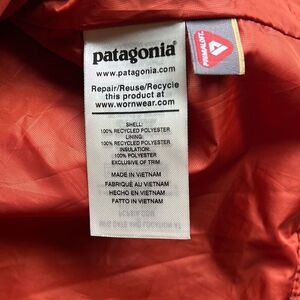 patagonia®
www.patagonia.com
Repair/Reuse/Recycle
this product at
www.wornwear.com
SHELL:
100% RECYCLED POLYESTER
LINING:
100% RECYCLED POLYESTER
INSULATION:
100% RECYCLED POLYESTER
EXCLUSIVE OF TRIM
MADE IN VIETNAM
FABRIQUÉ AU VIETNAM
HECHO EN VIETNAM
FATTO IN VIETNAM
PRIMALOFT